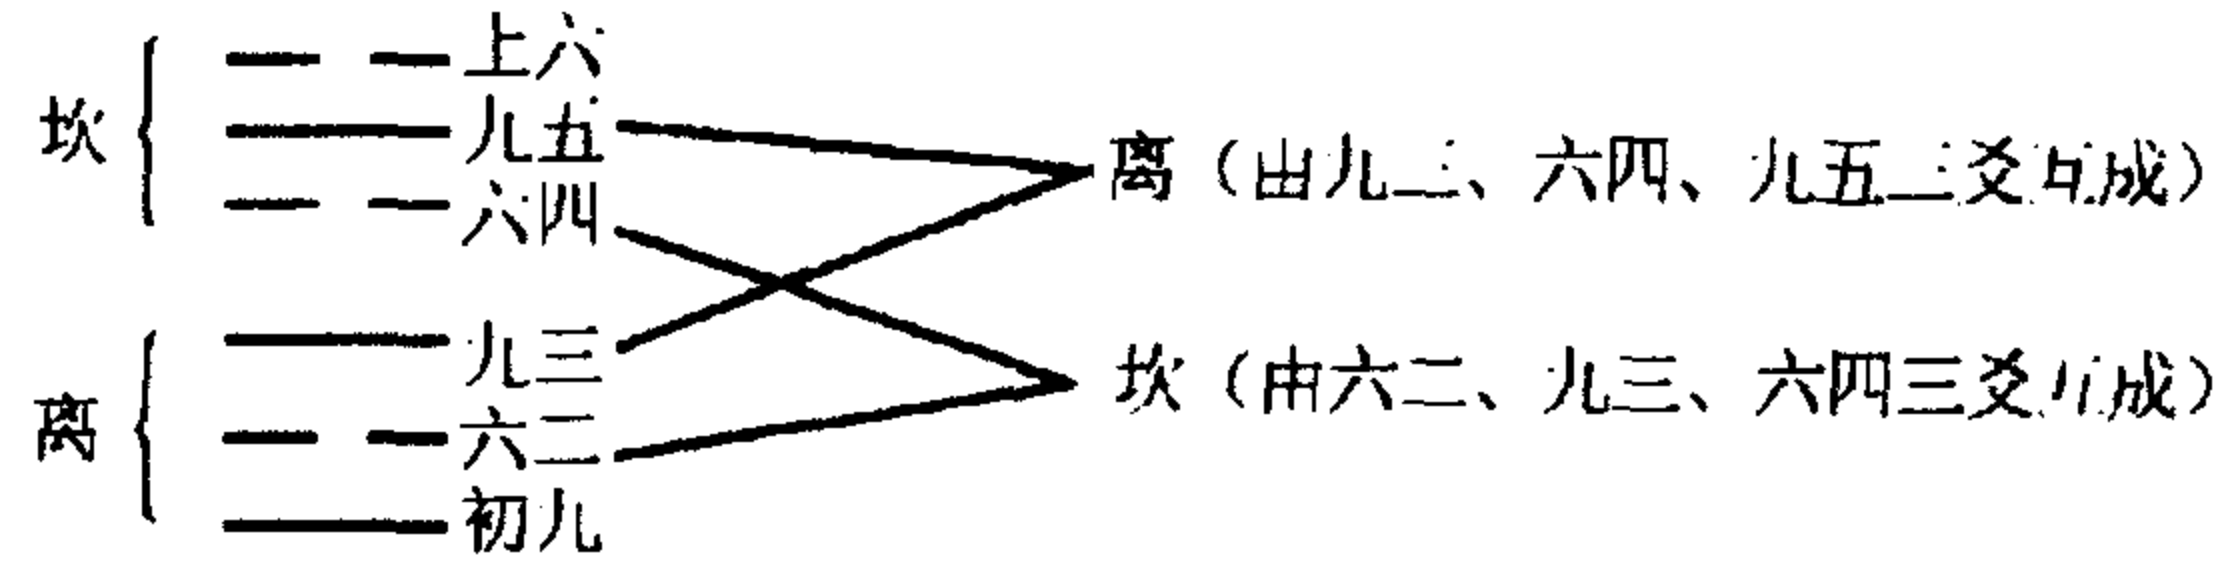 坎
上六
九五
六四
离（由九三、六四、九五三爻互成）
离
九三
六二
初九
坎（由六二、九三、六四三爻互成）